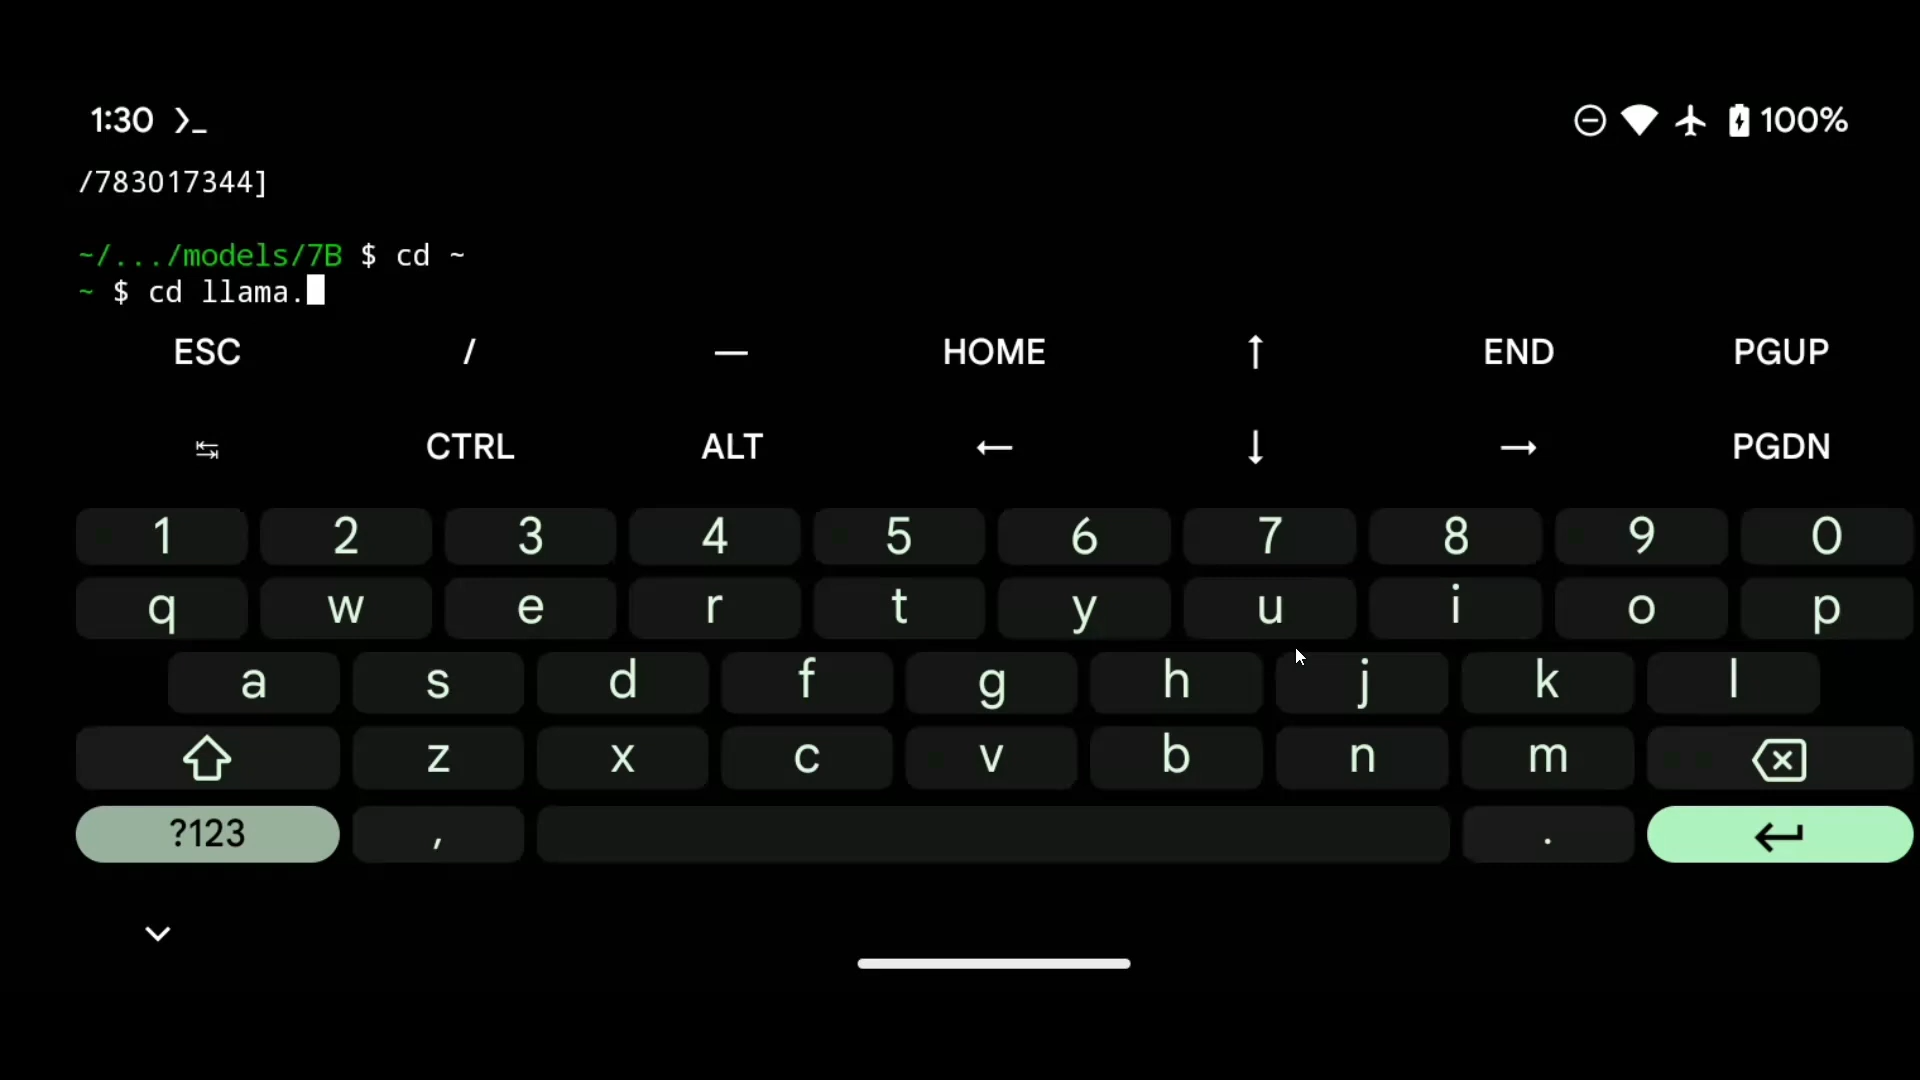 1:30 100%
/783017344]
~/.../models/7B $ cd ~
~ $ cd llama.
ESC / — HOME ↑ END PGUP
↹ CTRL ALT ← ↓ → PGDN
1 2 3 4 5 6 7 8 9 0
q w e r t y u i o p
a s d f g h j k l
z x c v b n m
?123 , .